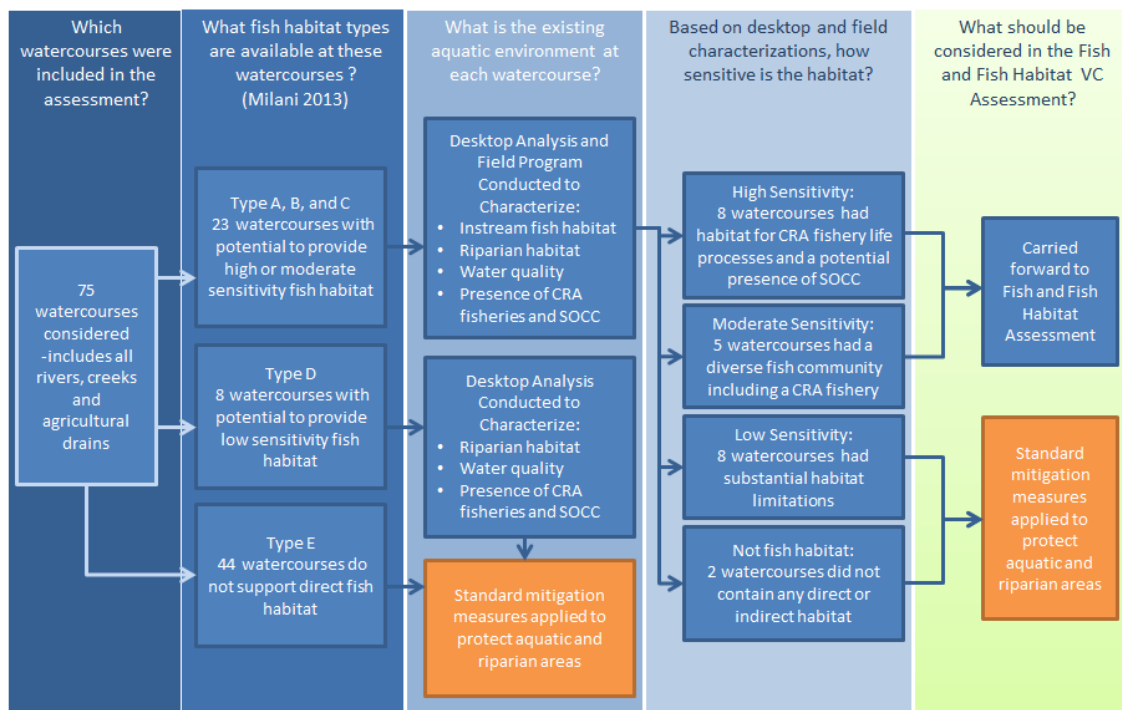 Which
watercourses were
included in the
assessment?
What fish habitat types
are available at these
watercourses ?
(Milani 2013)
What is the existing
aquatic environment at
each watercourse?
Based on desktop and field
characterizations, how
sensitive is the habitat?
What should be
considered in the Fish
and Fish Habitat VC
Assessment?
75
watercourses
considered
-includes all
rivers, creeks
and
agricultural
drains
Type A, B, and C
23 watercourses with
potential to provide
high or moderate
sensitivity fish habitat
Type D
8 watercourses with
potential to provide
low sensitivity fish
habitat
Type E
44 watercourses do
not support direct fish
habitat
Desktop Analysis and
Field Program
Conducted to
Characterize:
• Instream fish habitat
• Riparian habitat
• Water quality
• Presence of CRA
fisheries and SOCC
Desktop Analysis
Conducted to
Characterize:
• Riparian habitat
• Water quality
• Presence of CRA
fisheries and SOCC
Standard mitigation
measures applied to
protect aquatic and
riparian areas
High Sensitivity:
8 watercourses had
habitat for CRA fishery life
processes and a potential
presence of SOCC
Moderate Sensitivity:
5 watercourses had a
diverse fish community
including a CRA fishery
Low Sensitivity:
8 watercourses had
substantial habitat
limitations
Not fish habitat:
2 watercourses did not
contain any direct or
indirect habitat
Carried
forward to
Fish and Fish
Habitat
Assessment
Standard
mitigation
measures
applied to
protect
aquatic and
riparian areas